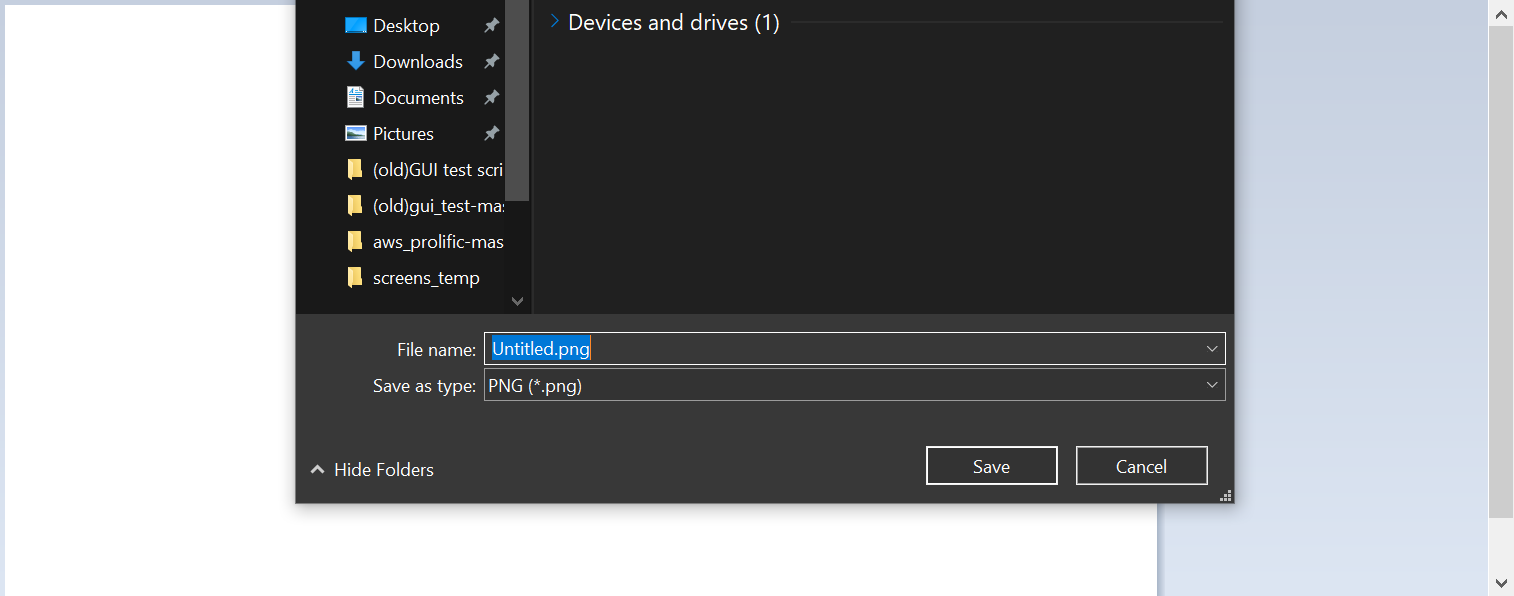 Desktop
Devices and drives (1)
Downloads
Documents
Pictures
(old)GUI test scri
(old)gui_test-mas
aws_prolific-mas
screens_temp
File name: Untitled.png
Save as type: PNG (*.png)
Hide Folders
Save
Cancel